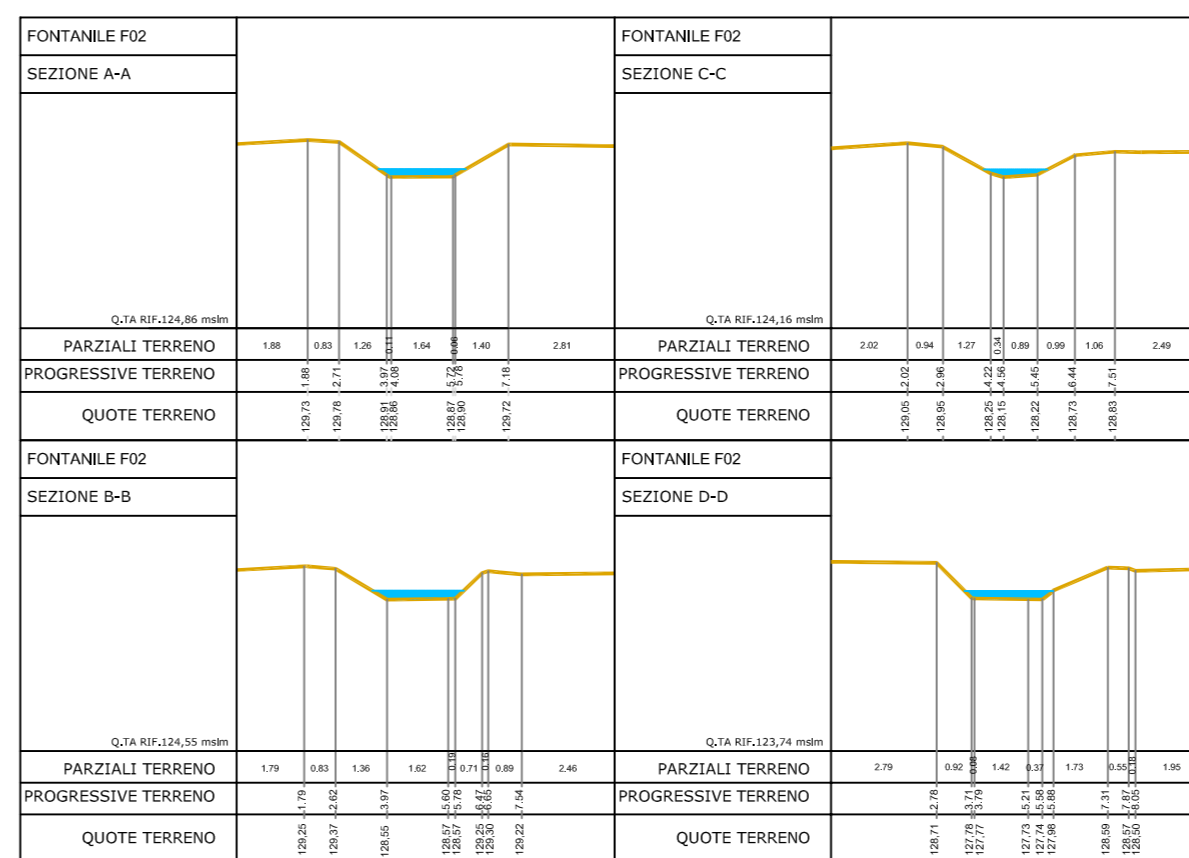 FONTANILE F02
SEZIONE A-A
Q.TA RIF.124,86 mslm
PARZIALI TERRENO 1.88 0.83 1.26 0.11 1.64 0.06 1.40 2.81
PROGRESSIVE TERRENO 1.88 2.71 3.97 4.08 5.72 5.78 7.18
QUOTE TERRENO 129,73 129,78 128,91 128,86 128,87 128,90 129,72
FONTANILE F02
SEZIONE C-C
Q.TA RIF.124,16 mslm
PARZIALI TERRENO 2.02 0.94 1.27 0.34 0.89 0.99 1.06 2.49
PROGRESSIVE TERRENO 2.02 2.96 4.22 4.56 5.45 6.44 7.51
QUOTE TERRENO 129,05 128,95 128,25 128,15 128,22 128,73 128,83
FONTANILE F02
SEZIONE B-B
Q.TA RIF.124,55 mslm
PARZIALI TERRENO 1.79 0.83 1.36 1.62 0.19 0.71 0.16 0.89 2.46
PROGRESSIVE TERRENO 1.79 2.62 3.97 5.60 5.78 6.47 6.65 7.54
QUOTE TERRENO 129,25 129,37 128,55 128,57 128,57 129,25 129,30 129,22
FONTANILE F02
SEZIONE D-D
Q.TA RIF.123,74 mslm
PARZIALI TERRENO 2.79 0.92 0.08 1.42 0.37 1.73 0.55 0.18 1.95
PROGRESSIVE TERRENO 2.78 3.71 3.79 5.21 5.58 5.88 7.31 7.87 8.05
QUOTE TERRENO 128,71 127,78 127,77 127,73 127,74 127,98 128,59 128,57 128,50